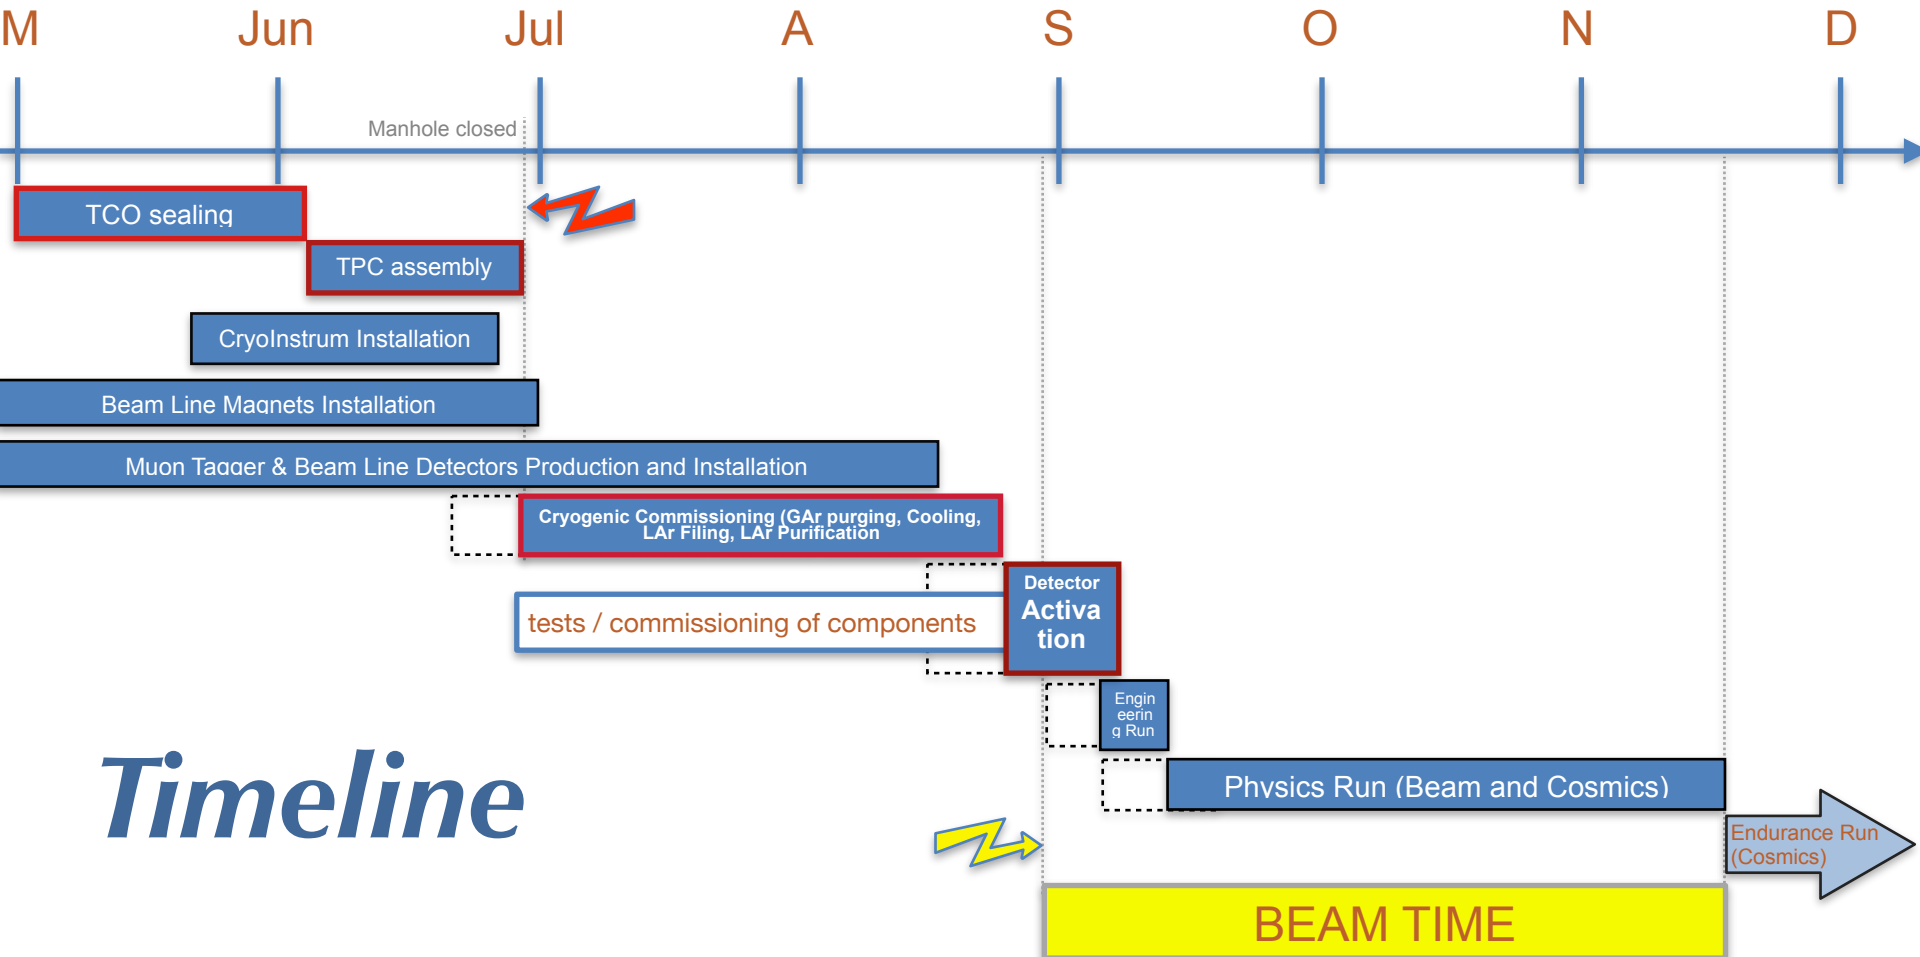 M Jun Jul A S O N D
Manhole closed
TCO sealing
TPC assembly
CryoInstrum Installation
Beam Line Magnets Installation
Muon Tagger & Beam Line Detectors Production and Installation
Cryogenic Commissioning (GAr purging, Cooling,
LAr Filing, LAr Purification
Detector
Activa
tion
tests / commissioning of components
Engin
eerin
g Run
Physics Run (Beam and Cosmics)
Timeline
Endurance Run
(Cosmics)
BEAM TIME